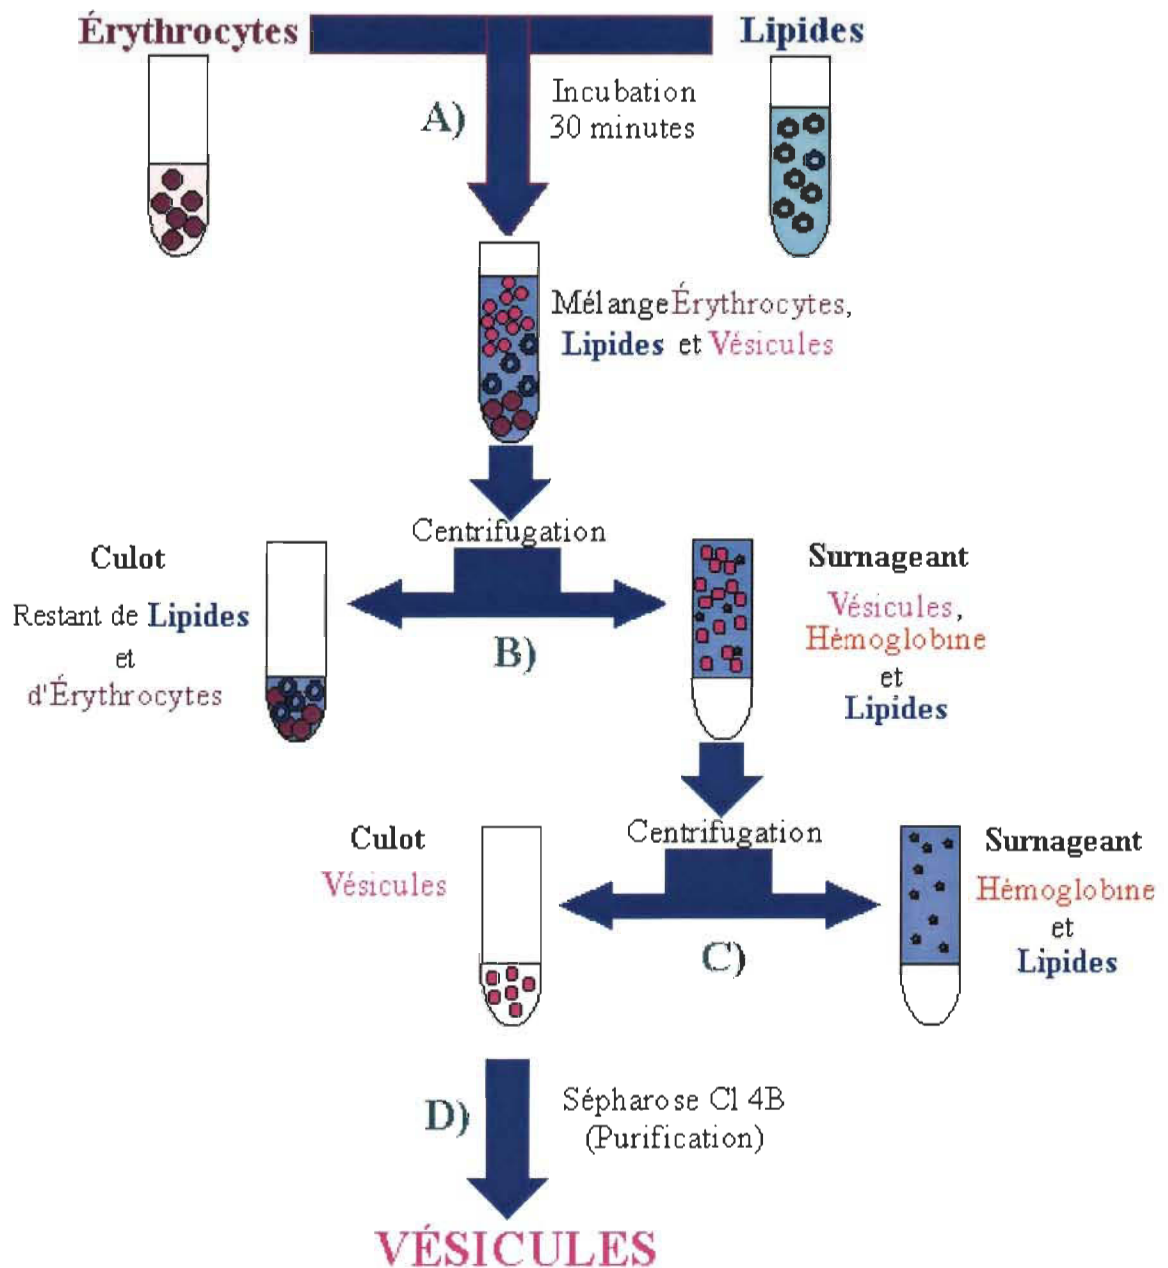 Érythrocytes
Lipides
A)
Incubation
30 minutes
Mélange Érythrocytes,
Lipides et Vésicules
Centrifugation
Culot
Restant de Lipides
et
d'Érythrocytes
B)
Surnageant
Vésicules,
Hémoglobine
et
Lipides
Centrifugation
Culot
Vésicules
C)
Surnageant
Hémoglobine
et
Lipides
D)
Sépharose Cl 4B
(Purification)
VÉSICULES